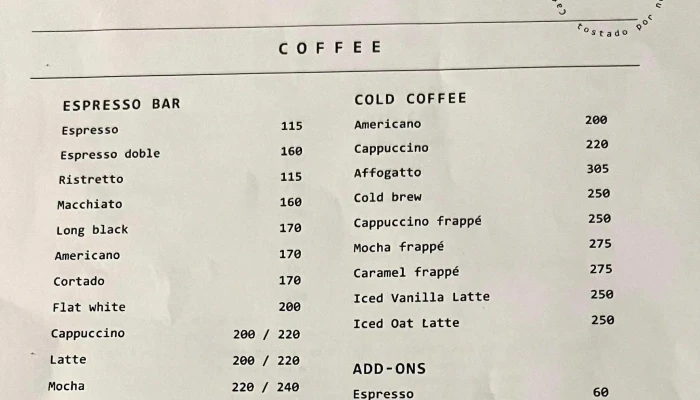 tostado por
COFFEE
ESPRESSO BAR
Espresso 115
Espresso doble 160
Ristretto 115
Macchiato 160
Long black 170
Americano 170
Cortado 170
Flat white 200
Cappuccino 200 / 220
Latte 200 / 220
Mocha 220 / 240
COLD COFFEE
Americano 200
Cappuccino 220
Affogatto 305
Cold brew 250
Cappuccino frappé 250
Mocha frappé 275
Caramel frappé 275
Iced Vanilla Latte 250
Iced Oat Latte 250
ADD-ONS
Espresso 60